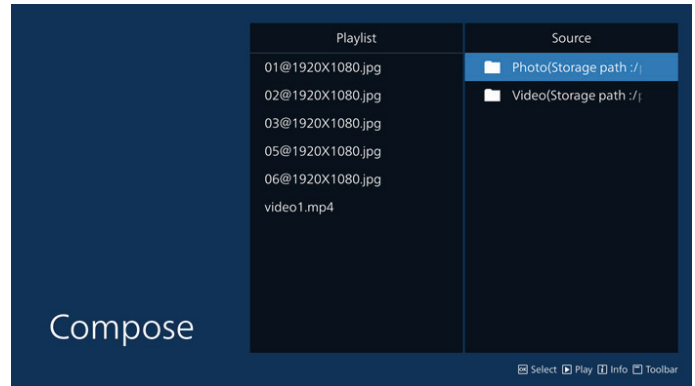 Playlist
Source
01@1920X1080.jpg
02@1920X1080.jpg
03@1920X1080.jpg
05@1920X1080.jpg
06@1920X1080.jpg
video1.mp4
Photo(Storage path :/
Video(Storage path :/
Compose
OK Select Play i Info Toolbar